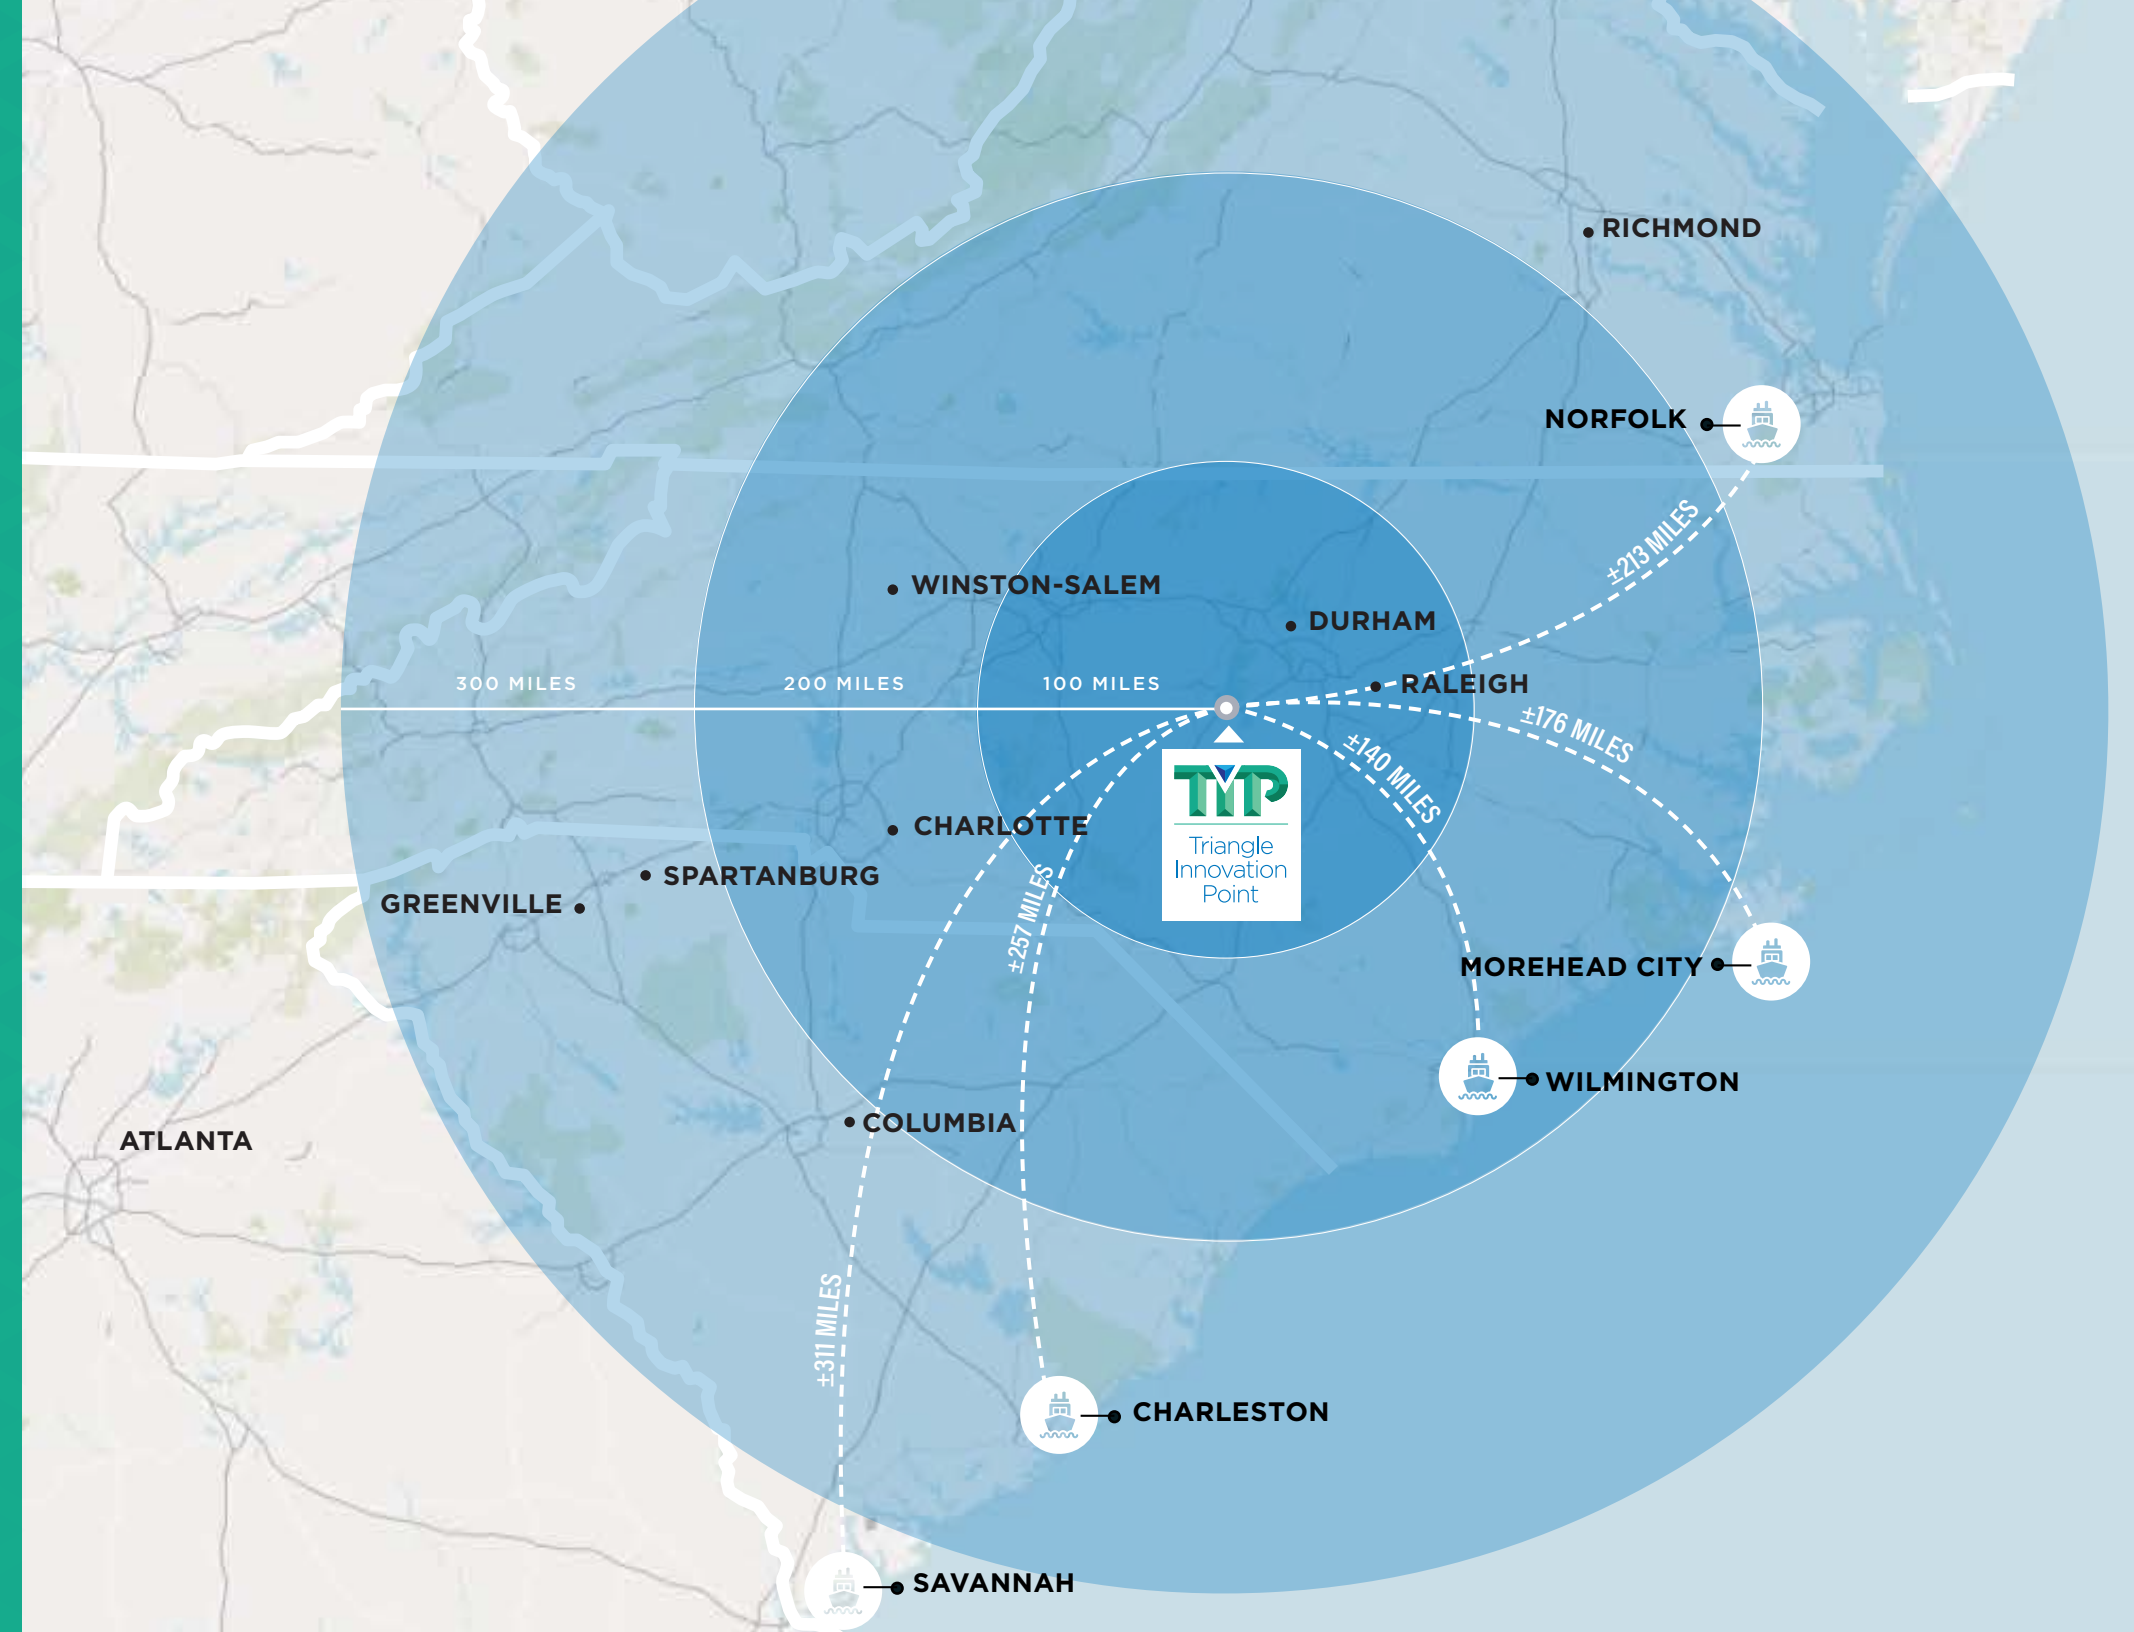 RICHMOND
NORFOLK
±213 MILES
WINSTON-SALEM
DURHAM
300 MILES
200 MILES
100 MILES
RALEIGH
±176 MILES
±140 MILES
TIP
Triangle
Innovation
Point
CHARLOTTE
SPARTANBURG
GREENVILLE
±257 MILES
MOREHEAD CITY
WILMINGTON
COLUMBIA
ATLANTA
±311 MILES
CHARLESTON
SAVANNAH